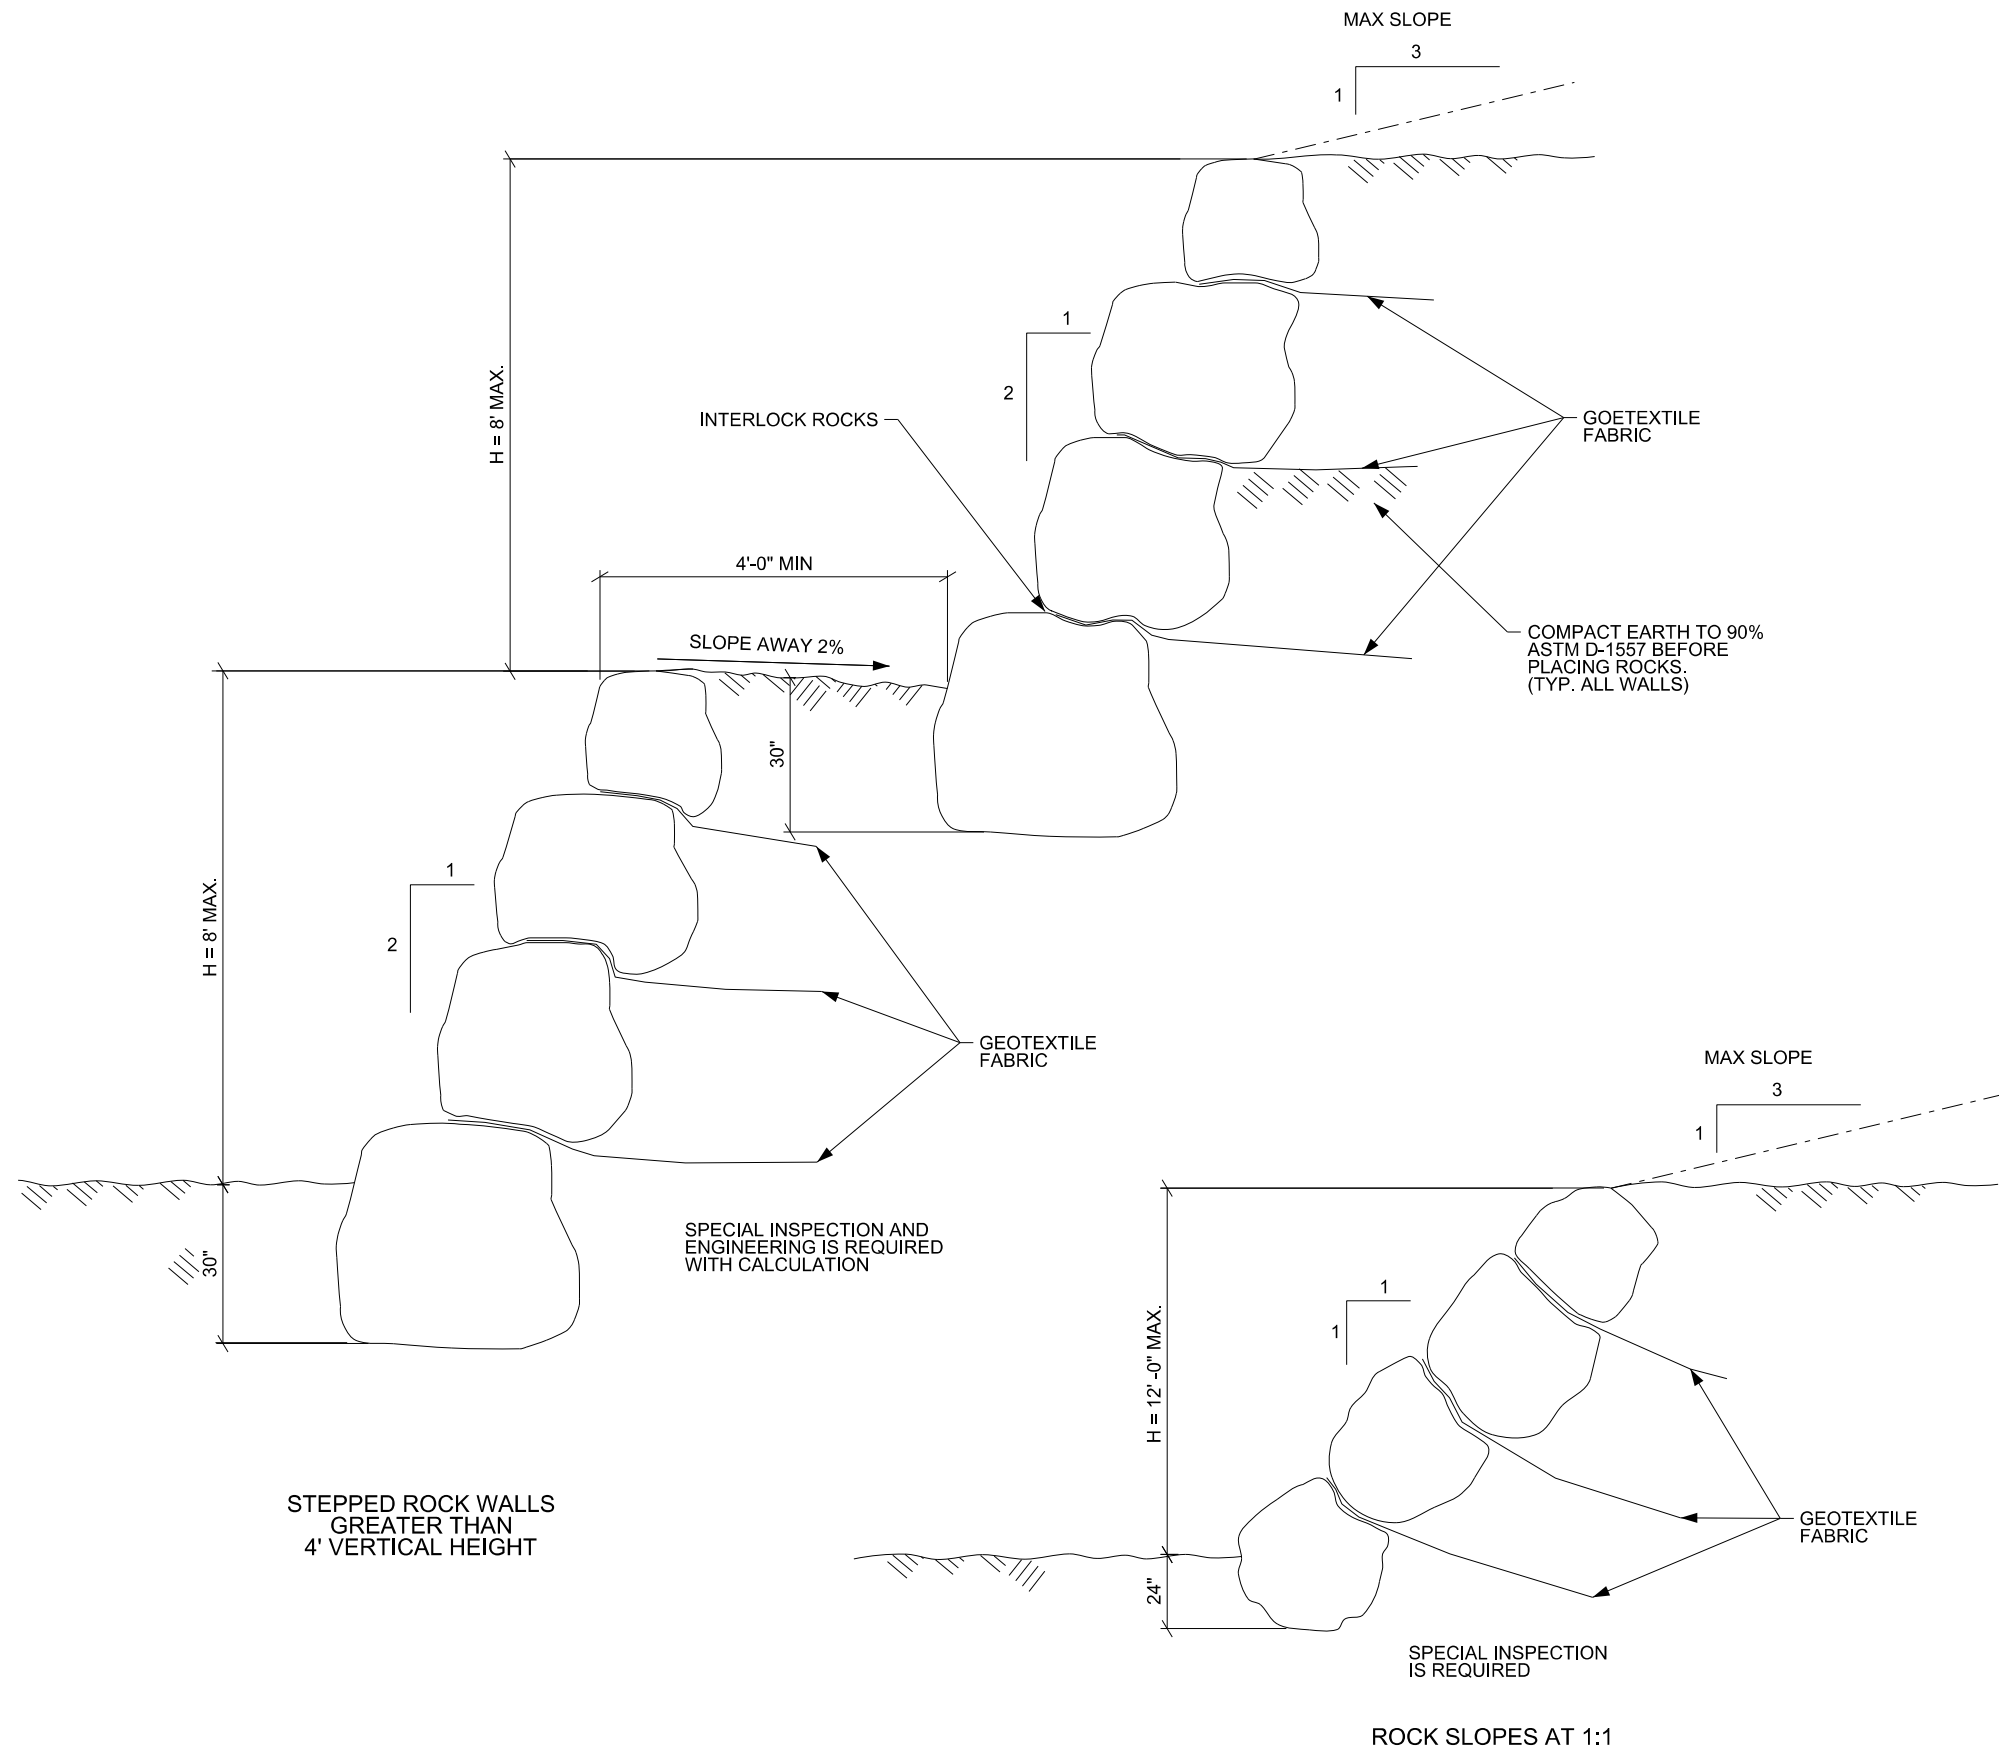 MAX SLOPE
3
1
H = 8' MAX.
1
2
INTERLOCK ROCKS
GOETEXTILE
FABRIC
4'-0" MIN
SLOPE AWAY 2%
COMPACT EARTH TO 90%
ASTM D-1557 BEFORE
PLACING ROCKS.
(TYP. ALL WALLS)
30"
H = 8' MAX.
1
2
GEOTEXTILE
FABRIC
30"
SPECIAL INSPECTION AND
ENGINEERING IS REQUIRED
WITH CALCULATION
STEPPED ROCK WALLS
GREATER THAN
4' VERTICAL HEIGHT
MAX SLOPE
3
1
H = 12' -0" MAX.
1
1
GEOTEXTILE
FABRIC
24"
SPECIAL INSPECTION
IS REQUIRED
ROCK SLOPES AT 1:1